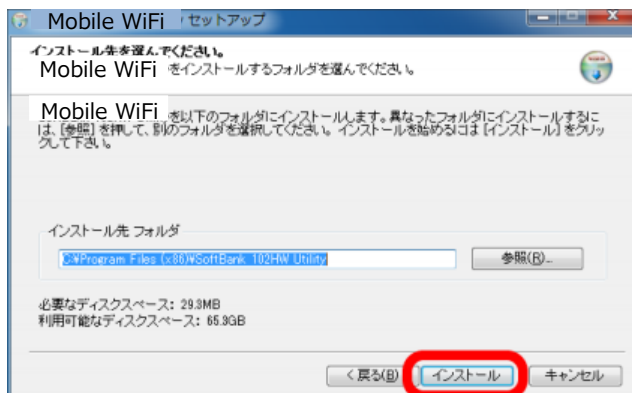 Mobile WiFi セットアップ
インストール先を選んでください。
Mobile WiFi をインストールするフォルダを選んでください。
Mobile WiFi を以下のフォルダにインストールします。異なったフォルダにインストールするに
は、[参照] を押して、別のフォルダを選択してください。インストールを始めるには [インストール] をクリッ
クして下さい。
インストール先 フォルダ
C:¥Program Files (x86)¥SoftBank 102HW Utility
参照(R)...
必要なディスクスペース: 29.3MB
利用可能なディスクスペース: 65.3GB
< 戻る(B)
インストール
キャンセル